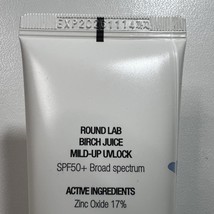 ROUND LAB
BIRCH JUICE
MILD-UP UVLOCK
SPF50+ Broad spectrum
ACTIVE INGREDIENTS
Zinc Oxide 17%